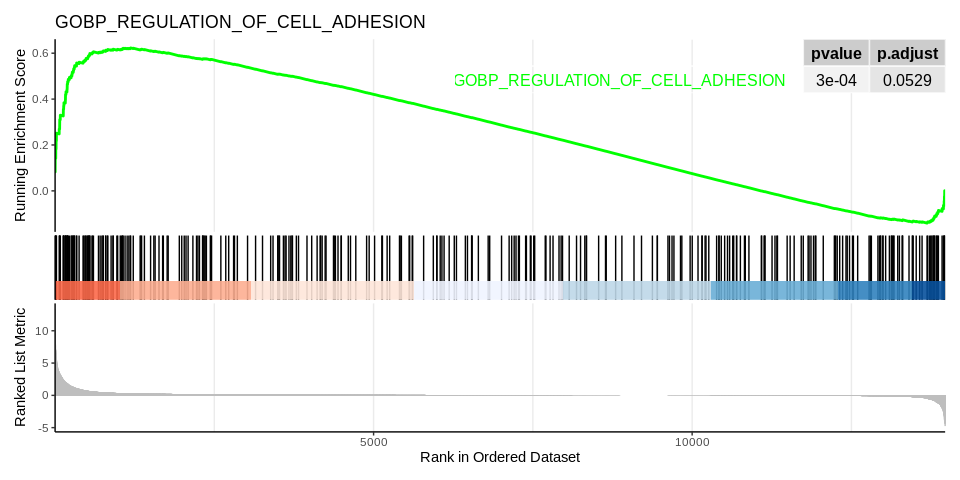 GOBP_REGULATION_OF_CELL_ADHESION
Running Enrichment Score
0.6
0.4
0.2
0.0
pvalue p.adjust
3e-04 0.0529
GOBP_REGULATION_OF_CELL_ADHESION
Ranked List Metric
10
5
0
-5
5000 10000
Rank in Ordered Dataset